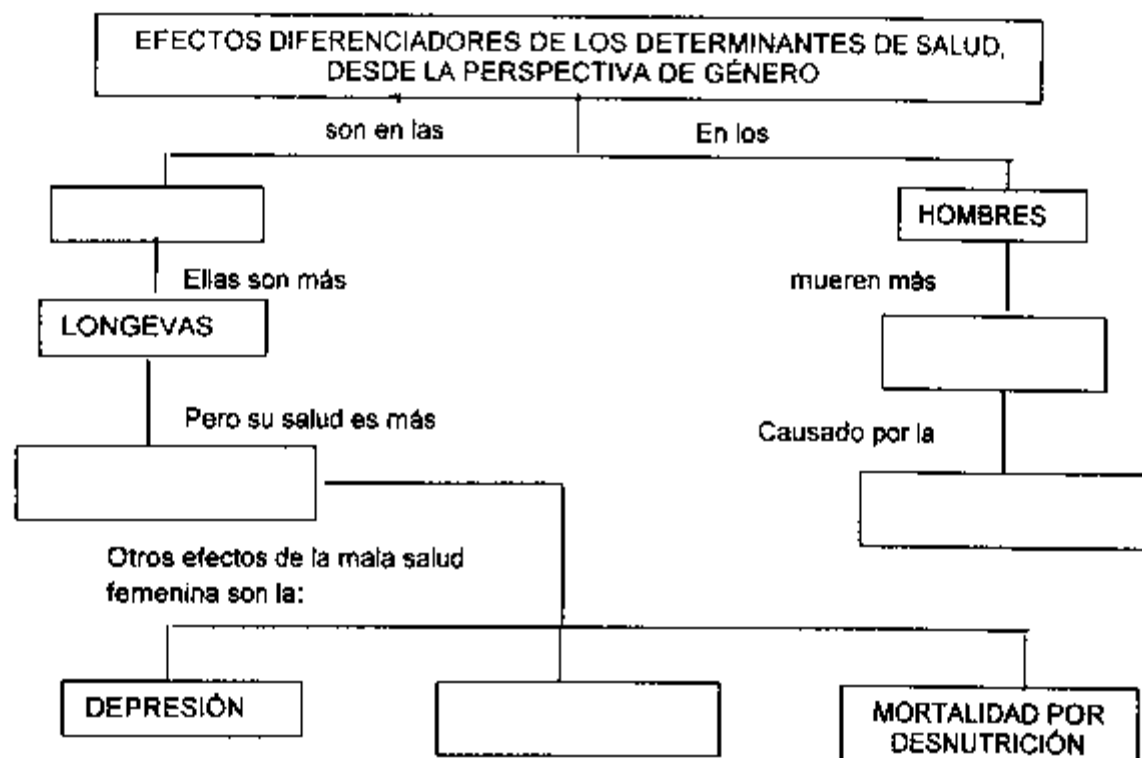 EFECTOS DIFERENCIADORES DE LOS DETERMINANTES DE SALUD,
DESDE LA PERSPECTIVA DE GÉNERO
son en las
En los
HOMBRES
Ellas son más
mueren más
LONGEVAS
Pero su salud es más
Causado por la
Otros efectos de la mala salud
femenina son la:
DEPRESIÓN
MORTALIDAD POR
DESNUTRICIÓN